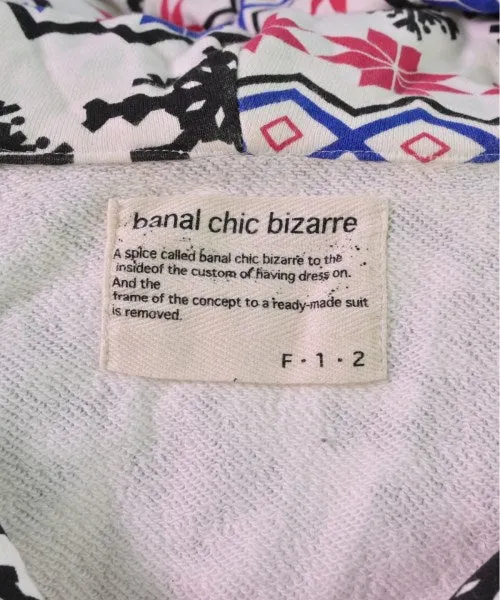 banal chic bizarre
A spice called banal chic bizarre to the
insideof the custom of having dress on.
And the
frame of the concept to a ready-made suit
is removed.
F · 1 · 2